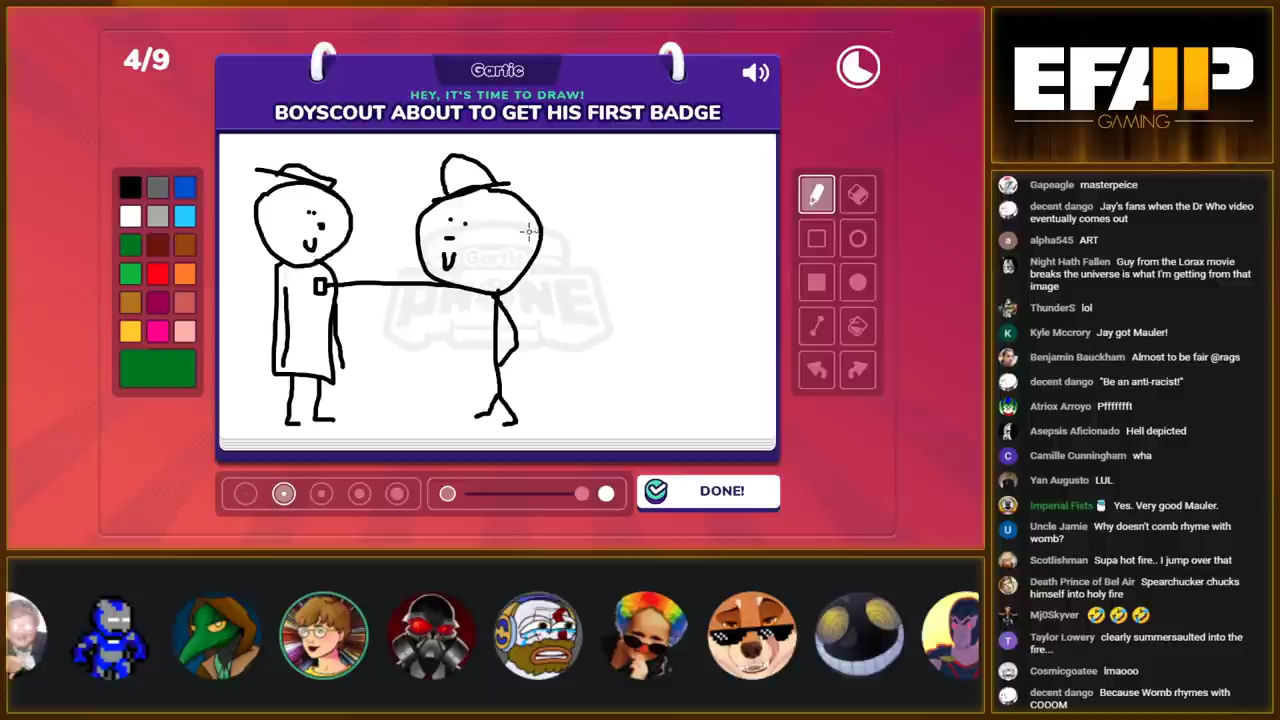 4/9
Gartic
HEY, IT'S TIME TO DRAW!
BOYSCOUT ABOUT TO GET HIS FIRST BADGE
Gartic
PHONE
DONE!
EFAP
GAMING
Gapeagle masterpeice
decent dango Jay's fans when the Dr Who video
eventually comes out
alpha545 ART
Night Hath Fallen Guy from the Lorax movie
breaks the universe is what I'm getting from that
image
ThunderS lol
Kyle Mccrory Jay got Mauler!
Benjamin Bauckham Almost to be fair @rags
decent dango "Be an anti-racist!"
Atriox Arroyo Pfffffft
Asepsis Aficionado Hell depicted
Camille Cunningham wha
Yan Augusto LUL
Imperial Fists Yes. Very good Mauler.
Uncle Jamie Why doesn't comb rhyme with
womb?
Scotlishman Supa hot fire.. I jump over that
Death Prince of Bel Air Spearchucker chucks
himself into holy fire
Mj0Skyver 🤣 🤣 🤣
Taylor Lowery clearly summersaulted into the
fire...
Cosmicgoatee lmaooo
decent dango Because Womb rhymes with
COOOM